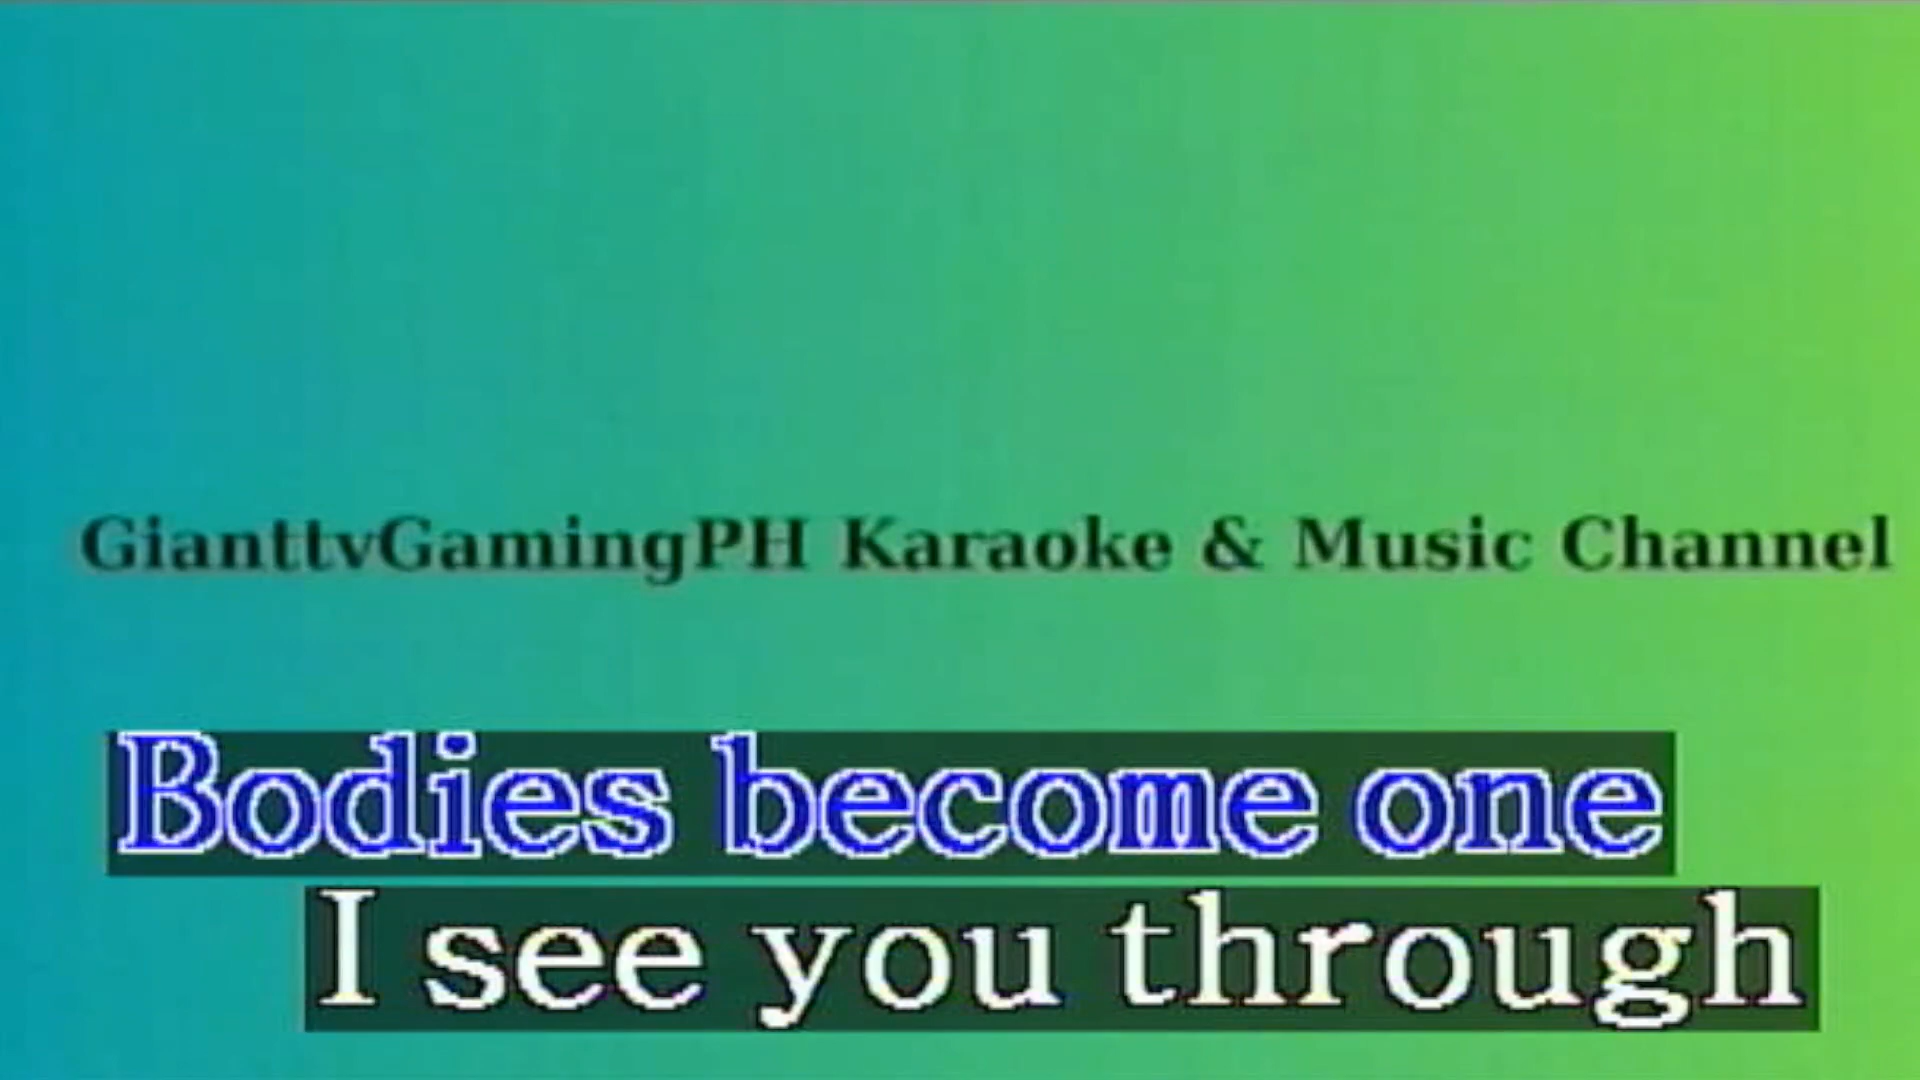 GianttvGamingPH Karaoke & Music Channel
Bodies become one
I see you through